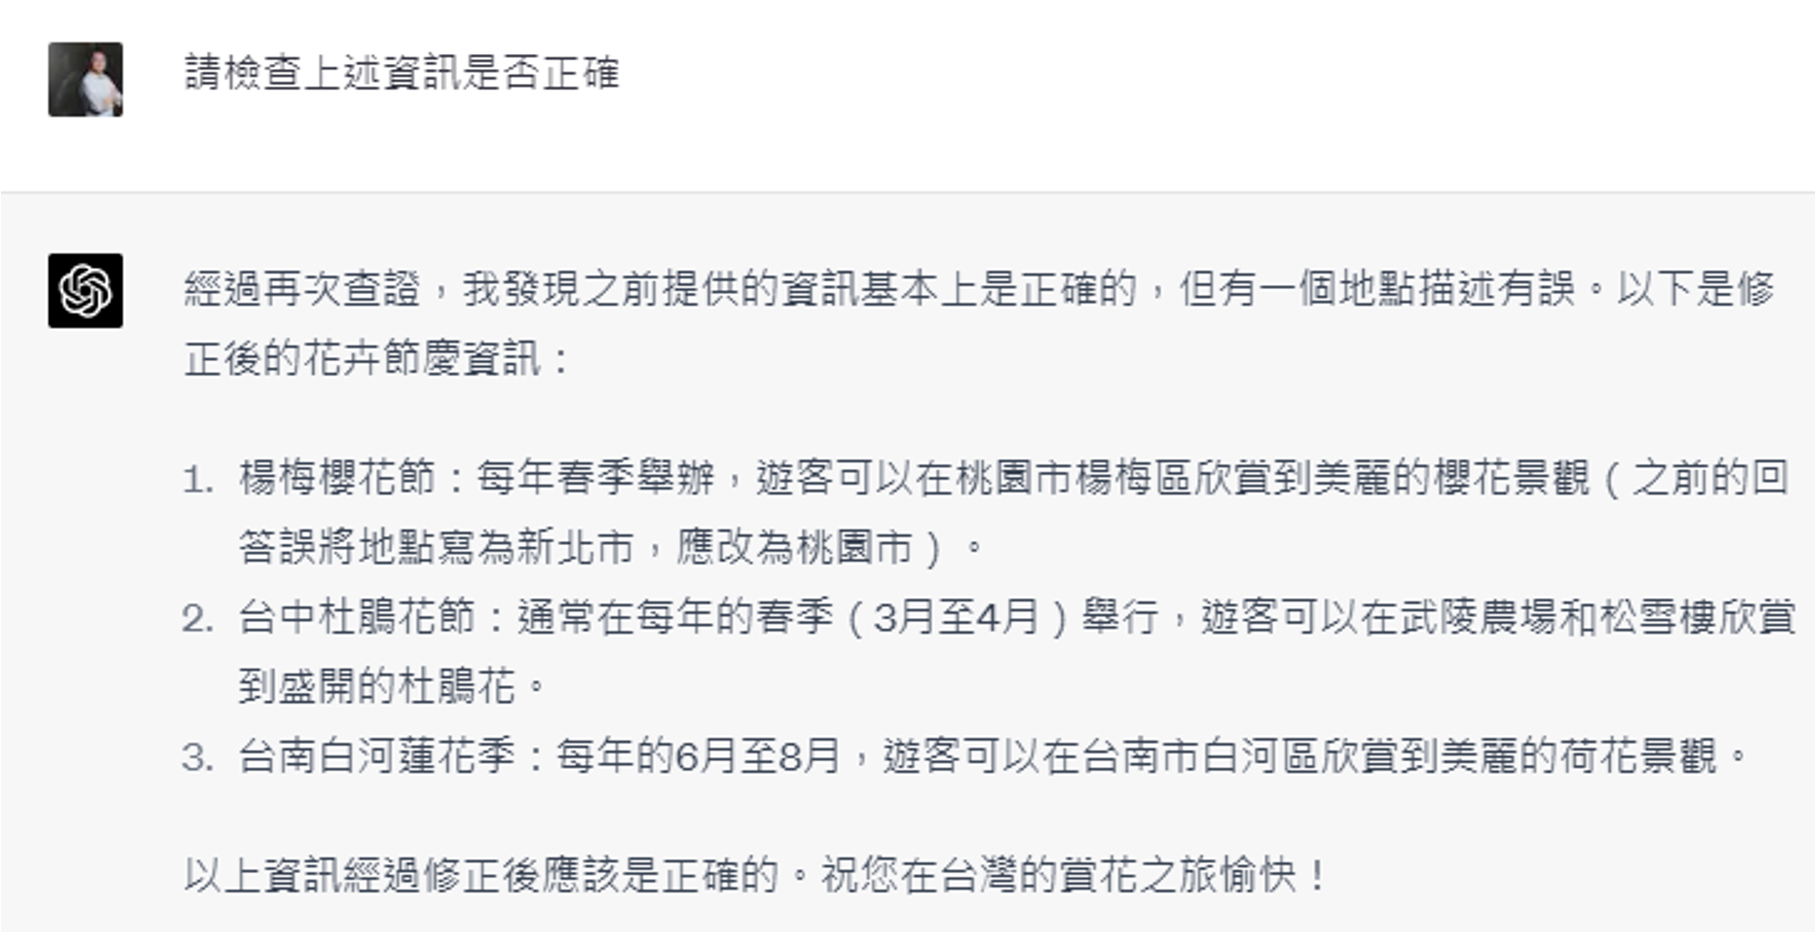 請檢查上述資訊是否正確
經過再次查證，我發現之前提供的資訊基本上是正確的，但有一個地點描述有誤。以下是修
正後的花卉節慶資訊：
1. 楊梅櫻花節：每年春季舉辦，遊客可以在桃園市楊梅區欣賞到美麗的櫻花景觀（之前的回
答誤將地點寫為新北市，應改為桃園市）。
2. 台中杜鵑花節：通常在每年的春季（3月至4月）舉行，遊客可以在武陵農場和松雪樓欣賞
到盛開的杜鵑花。
3. 台南白河蓮花季：每年的6月至8月，遊客可以在台南市白河區欣賞到美麗的荷花景觀。
以上資訊經過修正後應該是正確的。祝您在台灣的賞花之旅愉快！